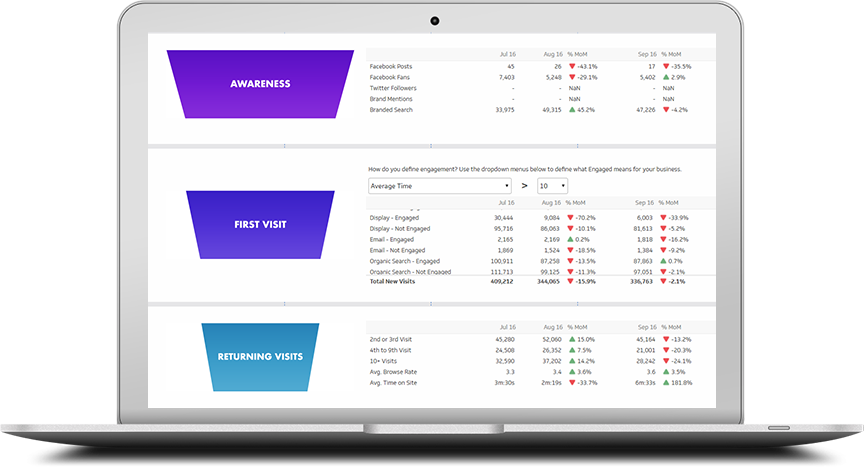 AWARENESS
Jul 16 Aug 16 % MoM Sep 16 % MoM
Facebook Posts 45 26 -43.1% 17 -35.5%
Facebook Fans 7,403 5,248 -29.1% 5,402 2.9%
Twitter Followers - - NaN - NaN
Brand Mentions - - NaN - NaN
Branded Search 33,975 49,315 45.2% 47,226 -4.2%
How do you define engagement? Use the dropdown menus below to define what Engaged means for your business.
Average Time > 10
FIRST VISIT
Jul 16 Aug 16 % MoM Sep 16 % MoM
Display - Engaged 30,444 9,084 -70.2% 6,003 -33.9%
Display - Not Engaged 95,716 86,063 -10.1% 81,613 -5.2%
Email - Engaged 2,165 2,169 0.2% 1,818 -16.2%
Email - Not Engaged 1,869 1,524 -18.5% 1,384 -9.2%
Organic Search - Engaged 100,911 87,258 -13.5% 87,863 0.7%
Organic Search - Not Engaged 111,713 99,125 -11.3% 97,051 -2.1%
Total New Visits 409,212 344,065 -15.9% 336,763 -2.1%
RETURNING VISITS
Jul 16 Aug 16 % MoM Sep 16 % MoM
2nd or 3rd Visit 45,280 52,060 15.0% 45,164 -13.2%
4th to 9th Visit 24,508 26,352 7.5% 21,001 -20.3%
10+ Visits 32,590 37,202 14.2% 28,242 -24.1%
Avg. Browse Rate 3.3 3.4 3.6% 3.6 3.5%
Avg. Time on Site 3m:30s 2m:19s -33.7% 6m:33s 181.8%